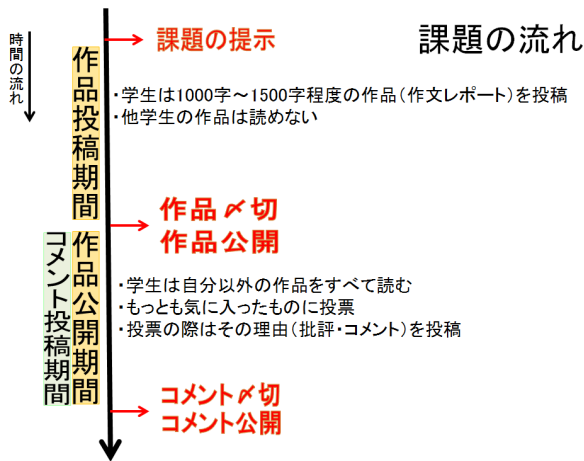 課題の流れ
時間の流れ
課題の提示
作品投稿期間
・学生は1000字～1500字程度の作品（作文レポート）を投稿
・他学生の作品は読めない
作品〆切
作品公開
作品公開期間
コメント投稿期間
・学生は自分以外の作品をすべて読む
・もっとも気に入ったものに投票
・投票の際はその理由（批評・コメント）を投稿
コメント〆切
コメント公開